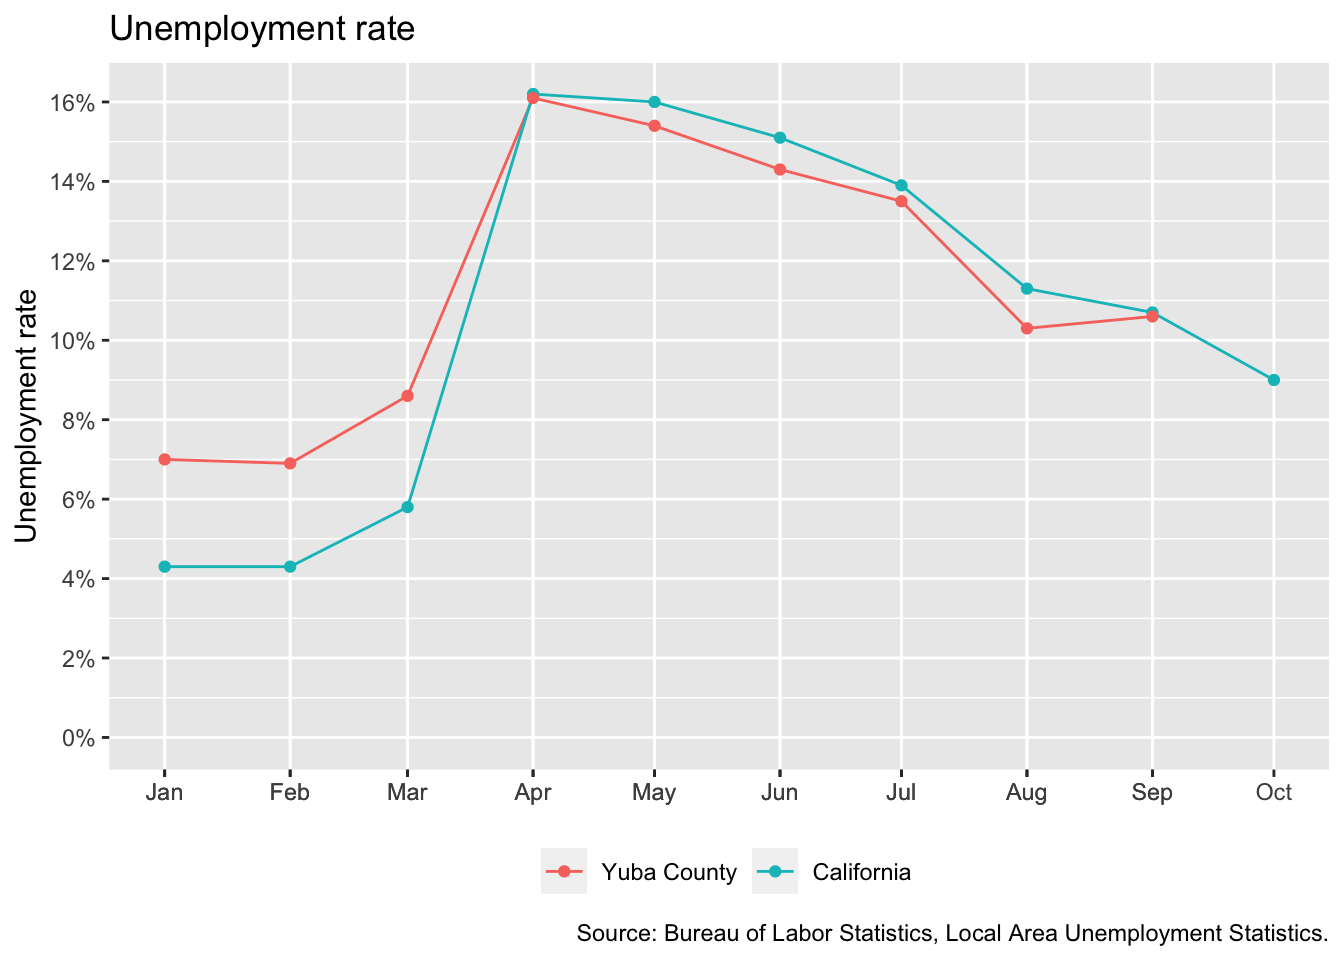 Unemployment rate
Unemployment rate
16%
14%
12%
10%
8%
6%
4%
2%
0%
Jan Feb Mar Apr May Jun Jul Aug Sep Oct
Yuba County California
Source: Bureau of Labor Statistics, Local Area Unemployment Statistics.